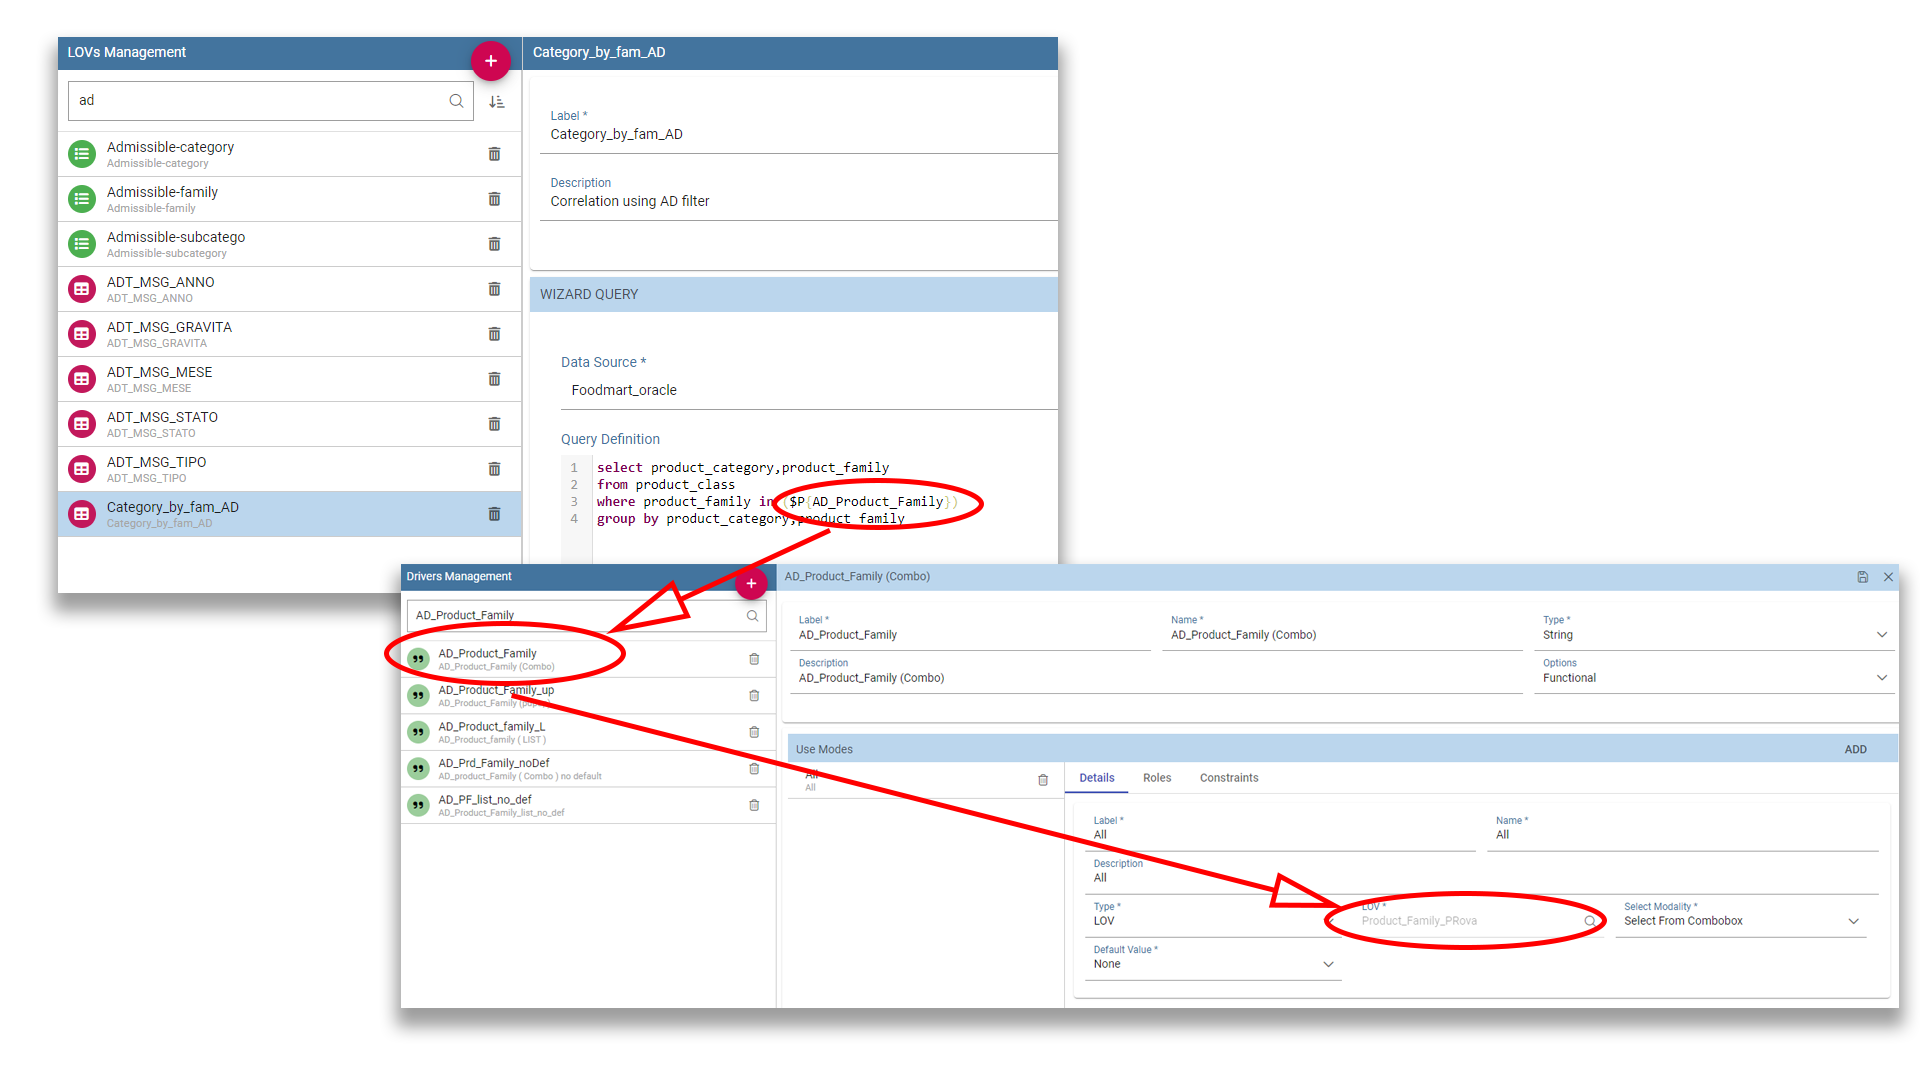 LOVs Management
+
ad
Admissible-category
Admissible-category
Admissible-family
Admissible-family
Admissible-subcatego
Admissible-subcategory
ADT_MSG_ANNO
ADT_MSG_ANNO
ADT_MSG_GRAVITA
ADT_MSG_GRAVITA
ADT_MSG_MESE
ADT_MSG_MESE
ADT_MSG_STATO
ADT_MSG_STATO
ADT_MSG_TIPO
ADT_MSG_TIPO
Category_by_fam_AD
Category_by_fam_AD
Category_by_fam_AD
Label *
Category_by_fam_AD
Description
Correlation using AD filter
WIZARD QUERY
Data Source *
Foodmart_oracle
Query Definition
1 select product_category,product_family
2 from product_class
3 where product_family in ($P{AD_Product_Family})
4 group by product_category,product_family
Drivers Management
+
AD_Product_Family
AD_Product_Family
AD_Product_Family (Combo)
AD_Product_Family_up
AD_Product_Family (popup)
AD_Product_family_L
AD_Product_family ( LIST )
AD_Prd_Family_noDef
AD_product_Family ( Combo ) no default
AD_PF_list_no_def
AD_Product_Family_list_no_def
AD_Product_Family (Combo)
Label *
AD_Product_Family
Name *
AD_Product_Family (Combo)
Type *
String
Description
AD_Product_Family (Combo)
Options
Functional
Use Modes
ADD
All
All
Details Roles Constraints
Label *
All
Name *
All
Description
All
Type *
LOV
LOV *
Product_Family_PRova
Select Modality *
Select From Combobox
Default Value *
None